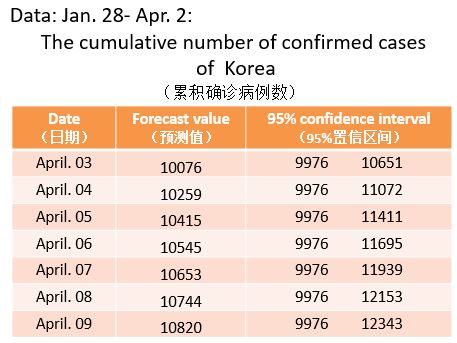 Data: Jan. 28- Apr. 2:
The cumulative number of confirmed cases
of Korea
（累积确诊病例数）
Date Forecast value 95% confidence interval
（日期） （预测值） （95%置信区间）
April. 03 10076 9976 10651
April. 04 10259 9976 11072
April. 05 10415 9976 11411
April. 06 10545 9976 11695
April. 07 10653 9976 11939
April. 08 10744 9976 12153
April. 09 10820 9976 12343